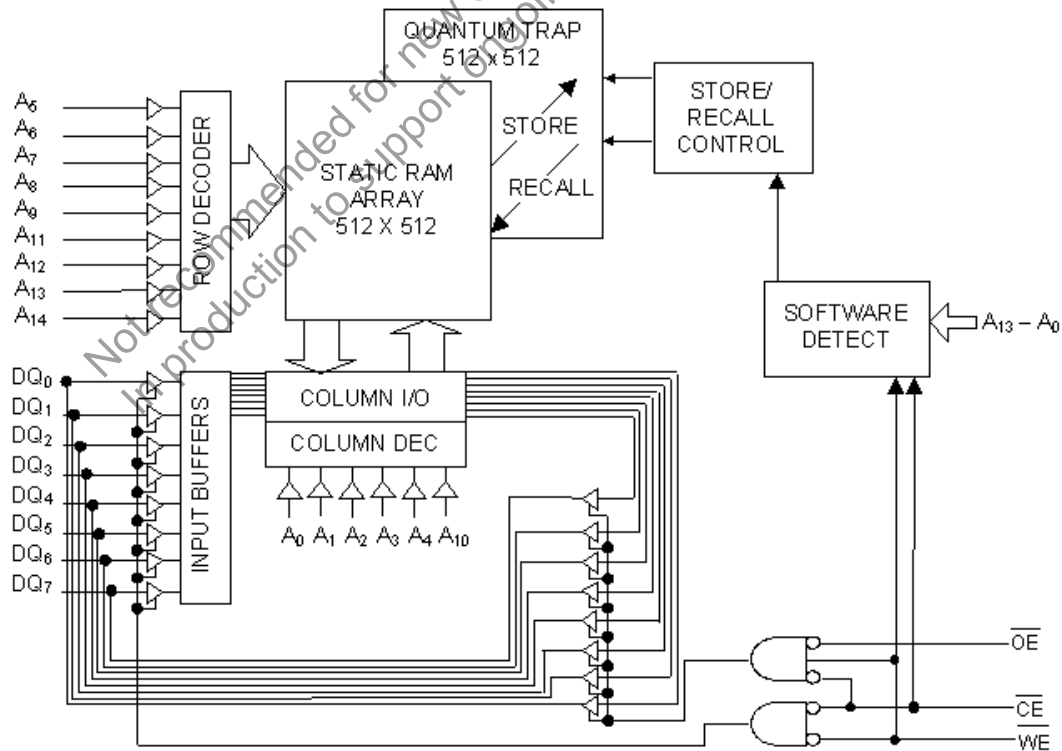 QUANTUM TRAP
512 x 512
STORE/
RECALL
CONTROL
STORE
RECALL
STATIC RAM
ARRAY
512 X 512
A5
A6
A7
A8
A9
A11
A12
A13
A14
ROW DECODER
SOFTWARE
DETECT
A13 – A0
DQ0
DQ1
DQ2
DQ3
DQ4
DQ5
DQ6
DQ7
INPUT BUFFERS
COLUMN I/O
COLUMN DEC
A0 A1 A2 A3 A4 A10
OE
CE
WE
Not recommended for new
In production to support